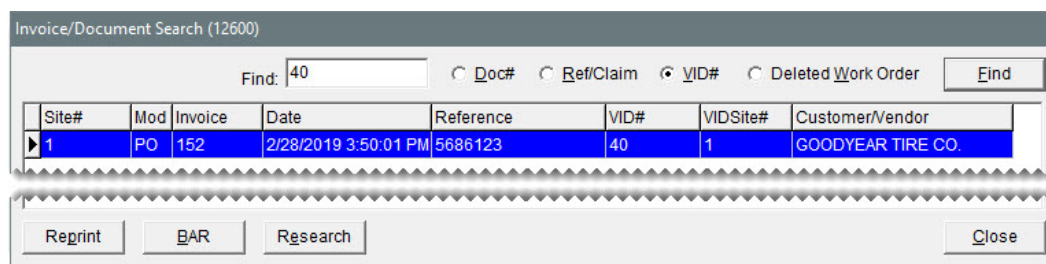 Invoice/Document Search (12600)
Find: 40 Doc# Ref/Claim VID# Deleted Work Order Find
Site# Mod Invoice Date Reference VID# VIDSite# Customer/Vendor
1 PO 152 2/28/2019 3:50:01 PM 5686123 40 1 GOODYEAR TIRE CO.
Reprint BAR Research Close